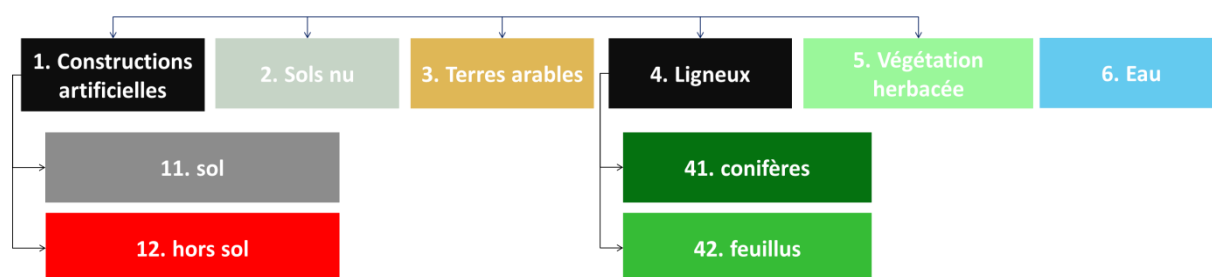 1. Constructions
artificielles
2. Sols nu
3. Terres arables
4. Ligneux
5. Végétation
herbacée
6. Eau
11. sol
41. conifères
12. hors sol
42. feuillus